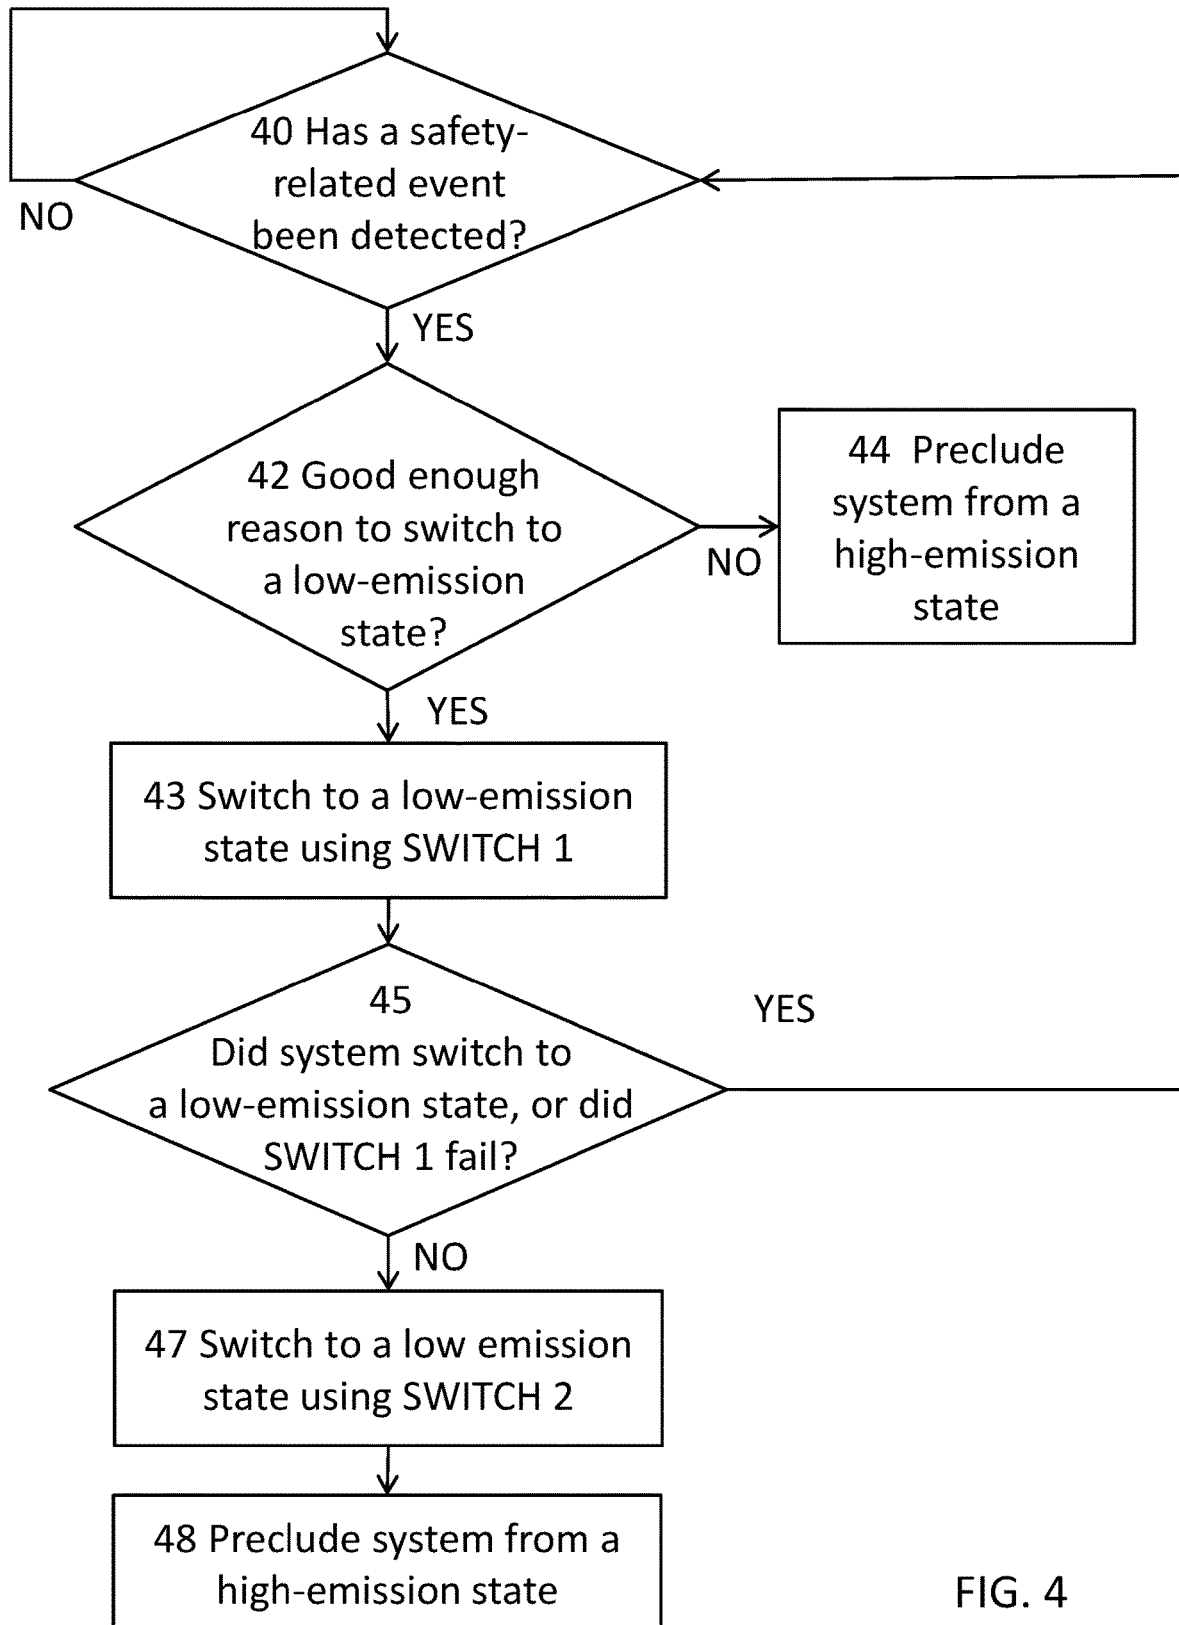 40 Has a safety-
related event
been detected?
NO
YES
42 Good enough
reason to switch to
a low-emission
state?
NO
44 Preclude
system from a
high-emission
state
YES
43 Switch to a low-emission
state using SWITCH 1
45
Did system switch to
a low-emission state, or did
SWITCH 1 fail?
YES
NO
47 Switch to a low emission
state using SWITCH 2
48 Preclude system from a
high-emission state
FIG. 4